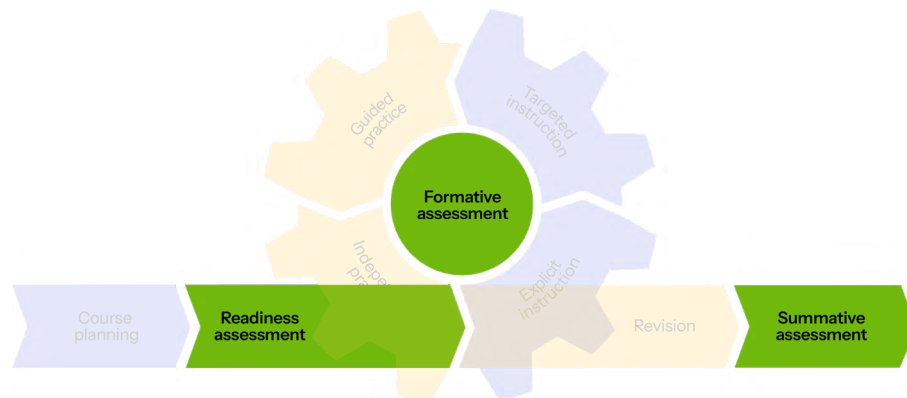 Guided
practice
Targeted
instruction
Formative
assessment
Explicit
instruction
Course
planning
Readiness
assessment
Revision
Summative
assessment